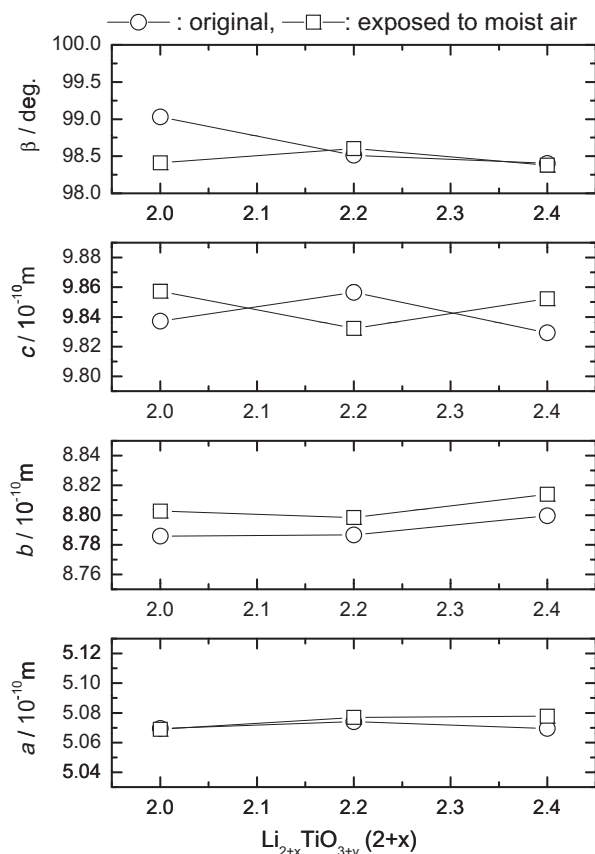 : original, : exposed to moist air
100.0
99.5
99.0
98.5
98.0
β / deg.
2.0 2.1 2.2 2.3 2.4
9.88
9.86
9.84
9.82
9.80
c / 10⁻¹⁰m
2.0 2.1 2.2 2.3 2.4
8.84
8.82
8.80
8.78
8.76
b / 10⁻¹⁰m
2.0 2.1 2.2 2.3 2.4
5.12
5.10
5.08
5.06
5.04
a / 10⁻¹⁰m
2.0 2.1 2.2 2.3 2.4
Li₂₊ₓTiO₃₊ᵧ (2+x)